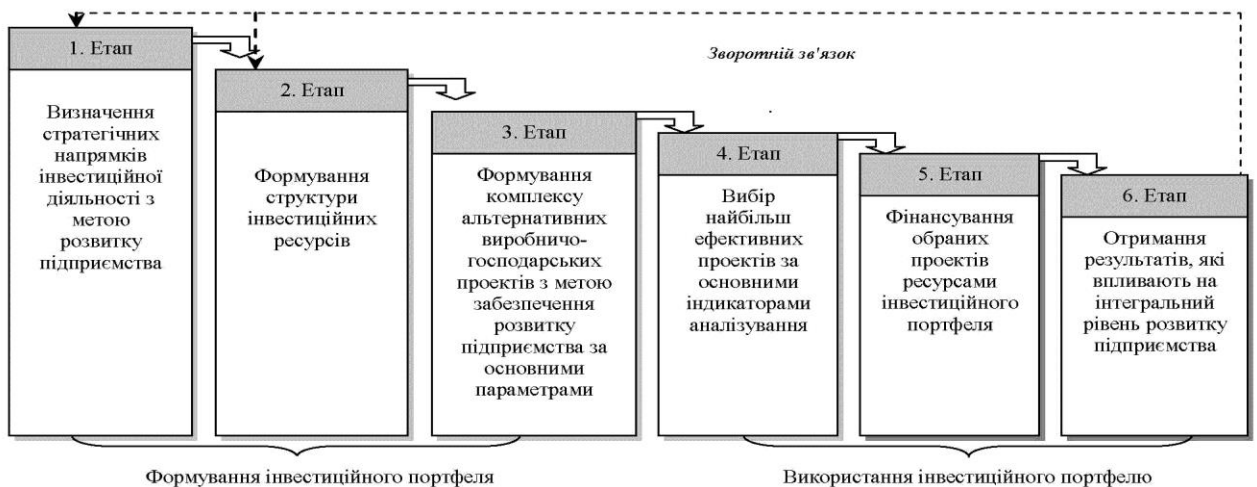 Зворотній зв'язок
1. Етап
Визначення
стратегічних
напрямків
інвестиційної
діяльності з
метою
розвитку
підприємства
2. Етап
Формування
структури
інвестиційних
ресурсів
3. Етап
Формування
комплексу
альтернативних
виробничо-
господарських
проектів з метою
забезпечення
розвитку
підприємства за
основними
параметрами
4. Етап
Вибір
найбільш
ефективних
проектів за
основними
індикаторами
аналізування
5. Етап
Фінансування
обраних
проектів
ресурсами
інвестиційного
портфеля
6. Етап
Отримання
результатів, які
впливають на
інтегральний
рівень розвитку
підприємства
Формування інвестиційного портфеля
Використання інвестиційного портфелю